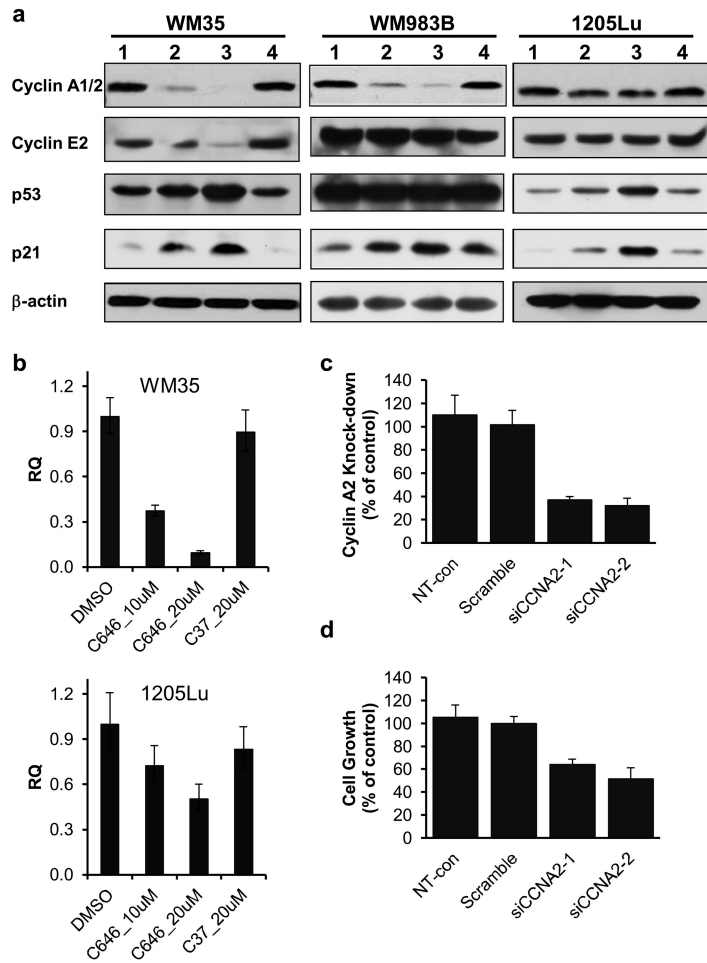 a
WM35 WM983B 1205Lu
1 2 3 4 1 2 3 4 1 2 3 4
Cyclin A1/2
Cyclin E2
p53
p21
β-actin
b
WM35
RQ
1.2
0.9
0.6
0.3
0.0
DMSO
C646_10uM
C646_20uM
C37_20uM
1205Lu
RQ
1.2
0.9
0.6
0.3
0.0
DMSO
C646_10uM
C646_20uM
C37_20uM
c
Cyclin A2 Knock-down
(% of control)
140
120
100
80
60
40
20
0
NT-con
Scramble
siCCNA2-1
siCCNA2-2
d
Cell Growth
(% of control)
140
120
100
80
60
40
20
0
NT-con
Scramble
siCCNA2-1
siCCNA2-2